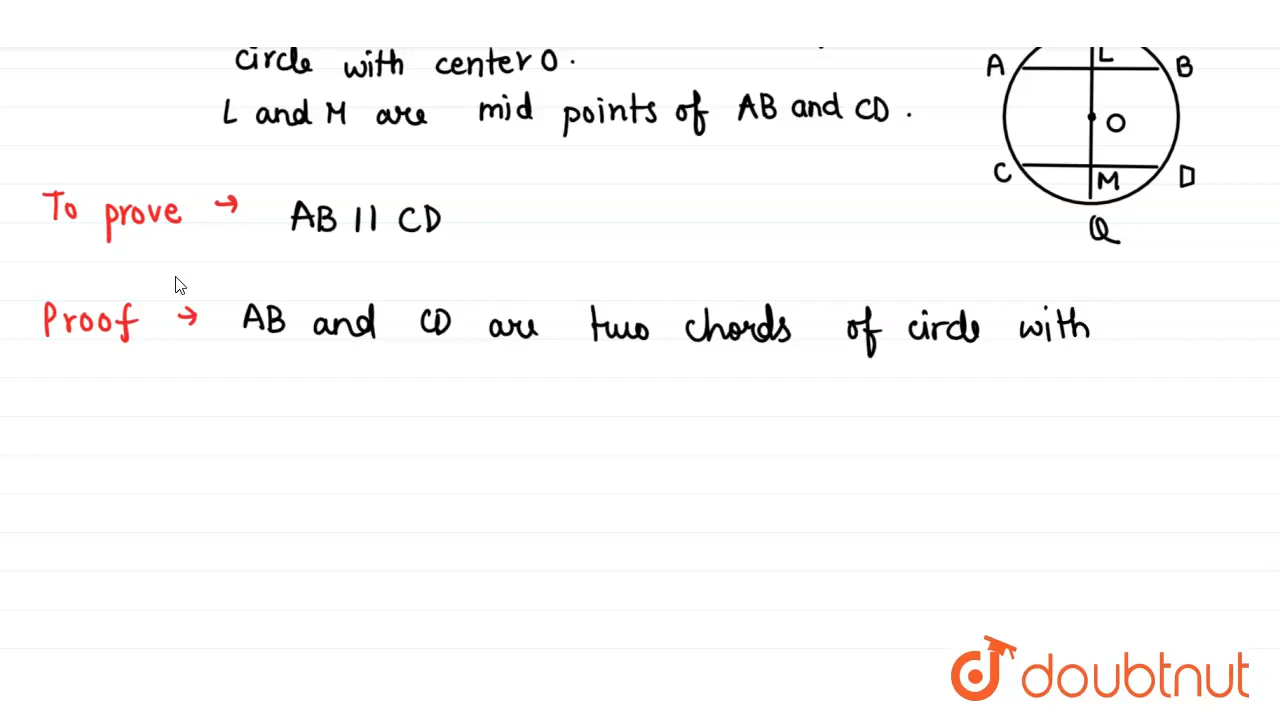 circle with center O.
L and M are mid points of AB and CD.
To prove → AB || CD
Proof → AB and CD are two chords of circle with
L
A
B
O
C
M
D
Q
doubtnut